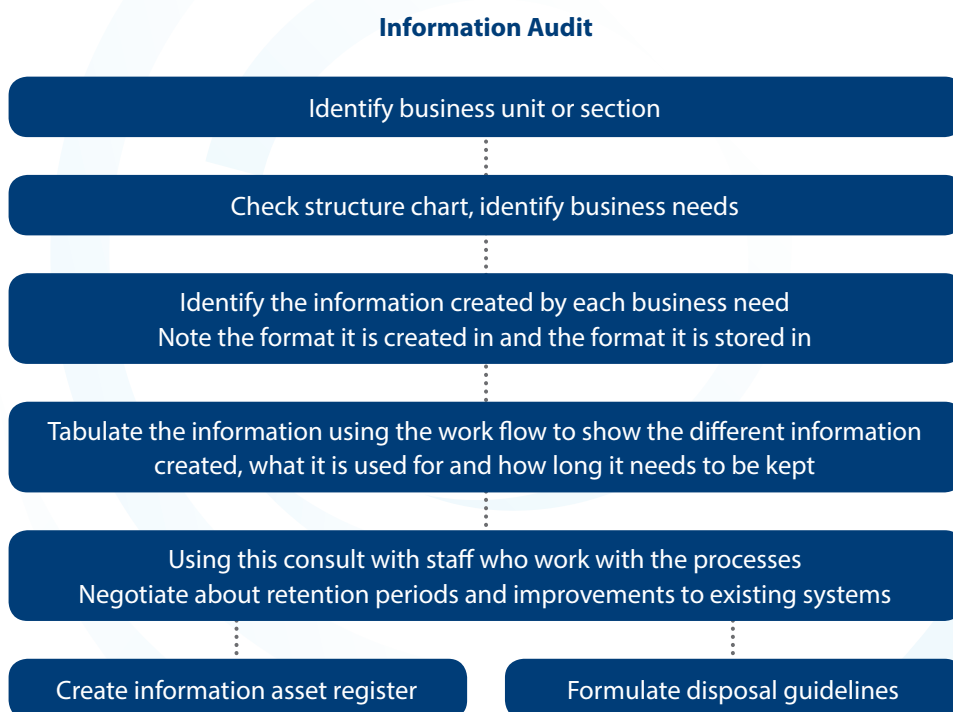 Information Audit
Identify business unit or section
Check structure chart, identify business needs
Identify the information created by each business need
Note the format it is created in and the format it is stored in
Tabulate the information using the work flow to show the different information
created, what it is used for and how long it needs to be kept
Using this consult with staff who work with the processes
Negotiate about retention periods and improvements to existing systems
Create information asset register
Formulate disposal guidelines